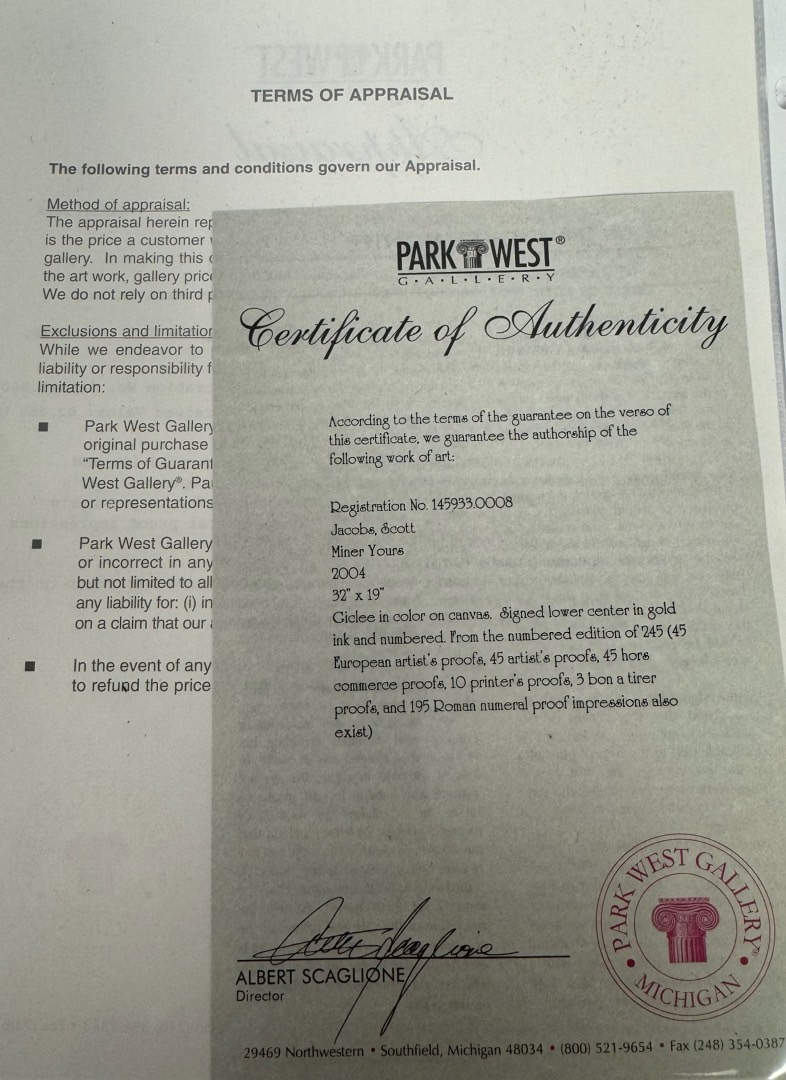 TERMS OF APPRAISAL
The following terms and conditions govern our Appraisal.
Method of appraisal:
The appraisal herein rep
is the price a customer
gallery. In making this
the art work, gallery price
We do not rely on third p
Exclusions and limitation
While we endeavor to
liability or responsibility f
limitation:
■ Park West Gallery
original purchase
“Terms of Guarant
West Gallery®. Pa
or representations
■ Park West Gallery
or incorrect in any
but not limited to all
any liability for: (i) in
on a claim that our
■ In the event of any
to refund the price
PARK WEST®
G•A•L•L•E•R•Y
Certificate of Authenticity
According to the terms of the guarantee on the verso of
this certificate, we guarantee the authorship of the
following work of art:
Registration No. 145933.0008
Jacobs, Scott
Miner Yours
2004
32" x 19"
Giclee in color on canvas. Signed lower center in gold
ink and numbered. From the numbered edition of 245 (45
European artist's proofs, 45 artist's proofs, 45 hors
commerce proofs, 10 printer's proofs, 3 bon a tirer
proofs, and 195 Roman numeral proof impressions also
exist)
ALBERT SCAGLIONE
Director
PARK WEST GALLERY®
• MICHIGAN •
29469 Northwestern • Southfield, Michigan 48034 • (800) 521-9654 • Fax (248) 354-0387